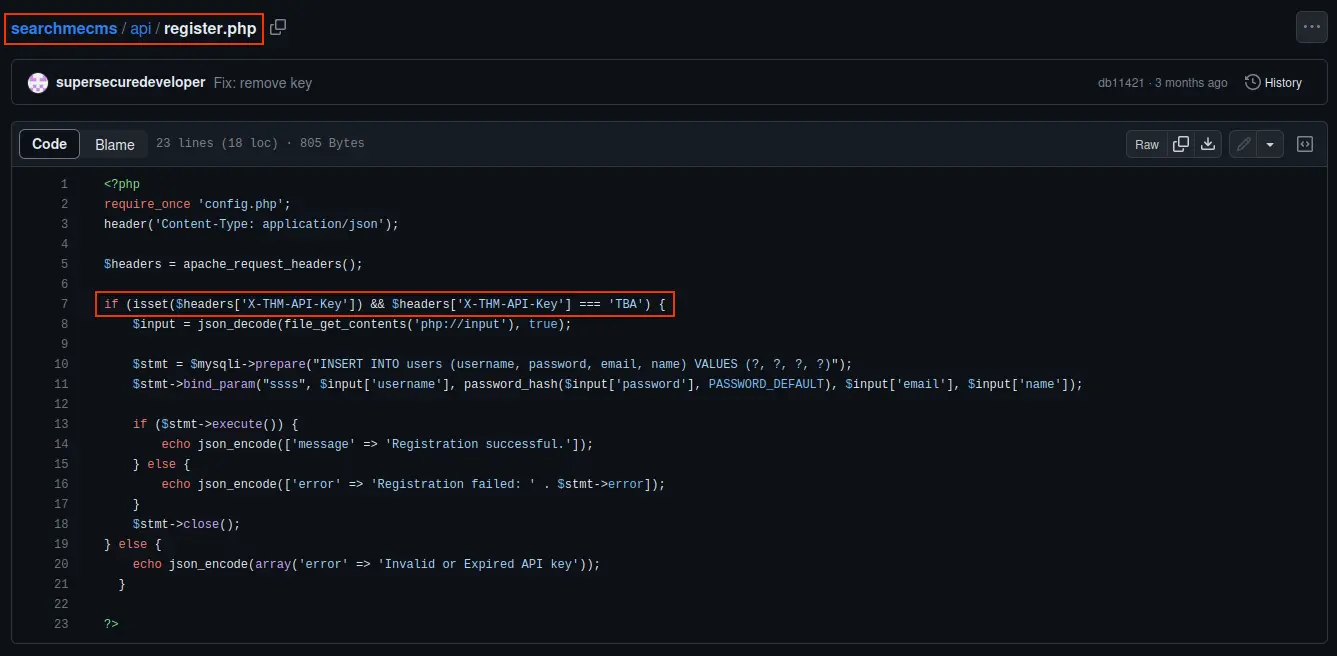 searchmecms / api / register.php
supersecuredeveloper Fix: remove key db11421 · 3 months ago History
Code Blame 23 lines (18 loc) · 805 Bytes Raw
1 <?php
2 require_once 'config.php';
3 header('Content-Type: application/json');
4
5 $headers = apache_request_headers();
6
7 if (isset($headers['X-THM-API-Key']) && $headers['X-THM-API-Key'] === 'TBA') {
8     $input = json_decode(file_get_contents('php://input'), true);
9
10     $stmt = $mysqli->prepare("INSERT INTO users (username, password, email, name) VALUES (?, ?, ?, ?)");
11     $stmt->bind_param("ssss", $input['username'], password_hash($input['password'], PASSWORD_DEFAULT), $input['email'], $input['name']);
12
13     if ($stmt->execute()) {
14         echo json_encode(['message' => 'Registration successful.']);
15     } else {
16         echo json_encode(['error' => 'Registration failed: ' . $stmt->error]);
17     }
18     $stmt->close();
19 } else {
20     echo json_encode(array('error' => 'Invalid or Expired API key'));
21   }
22
23 ?>